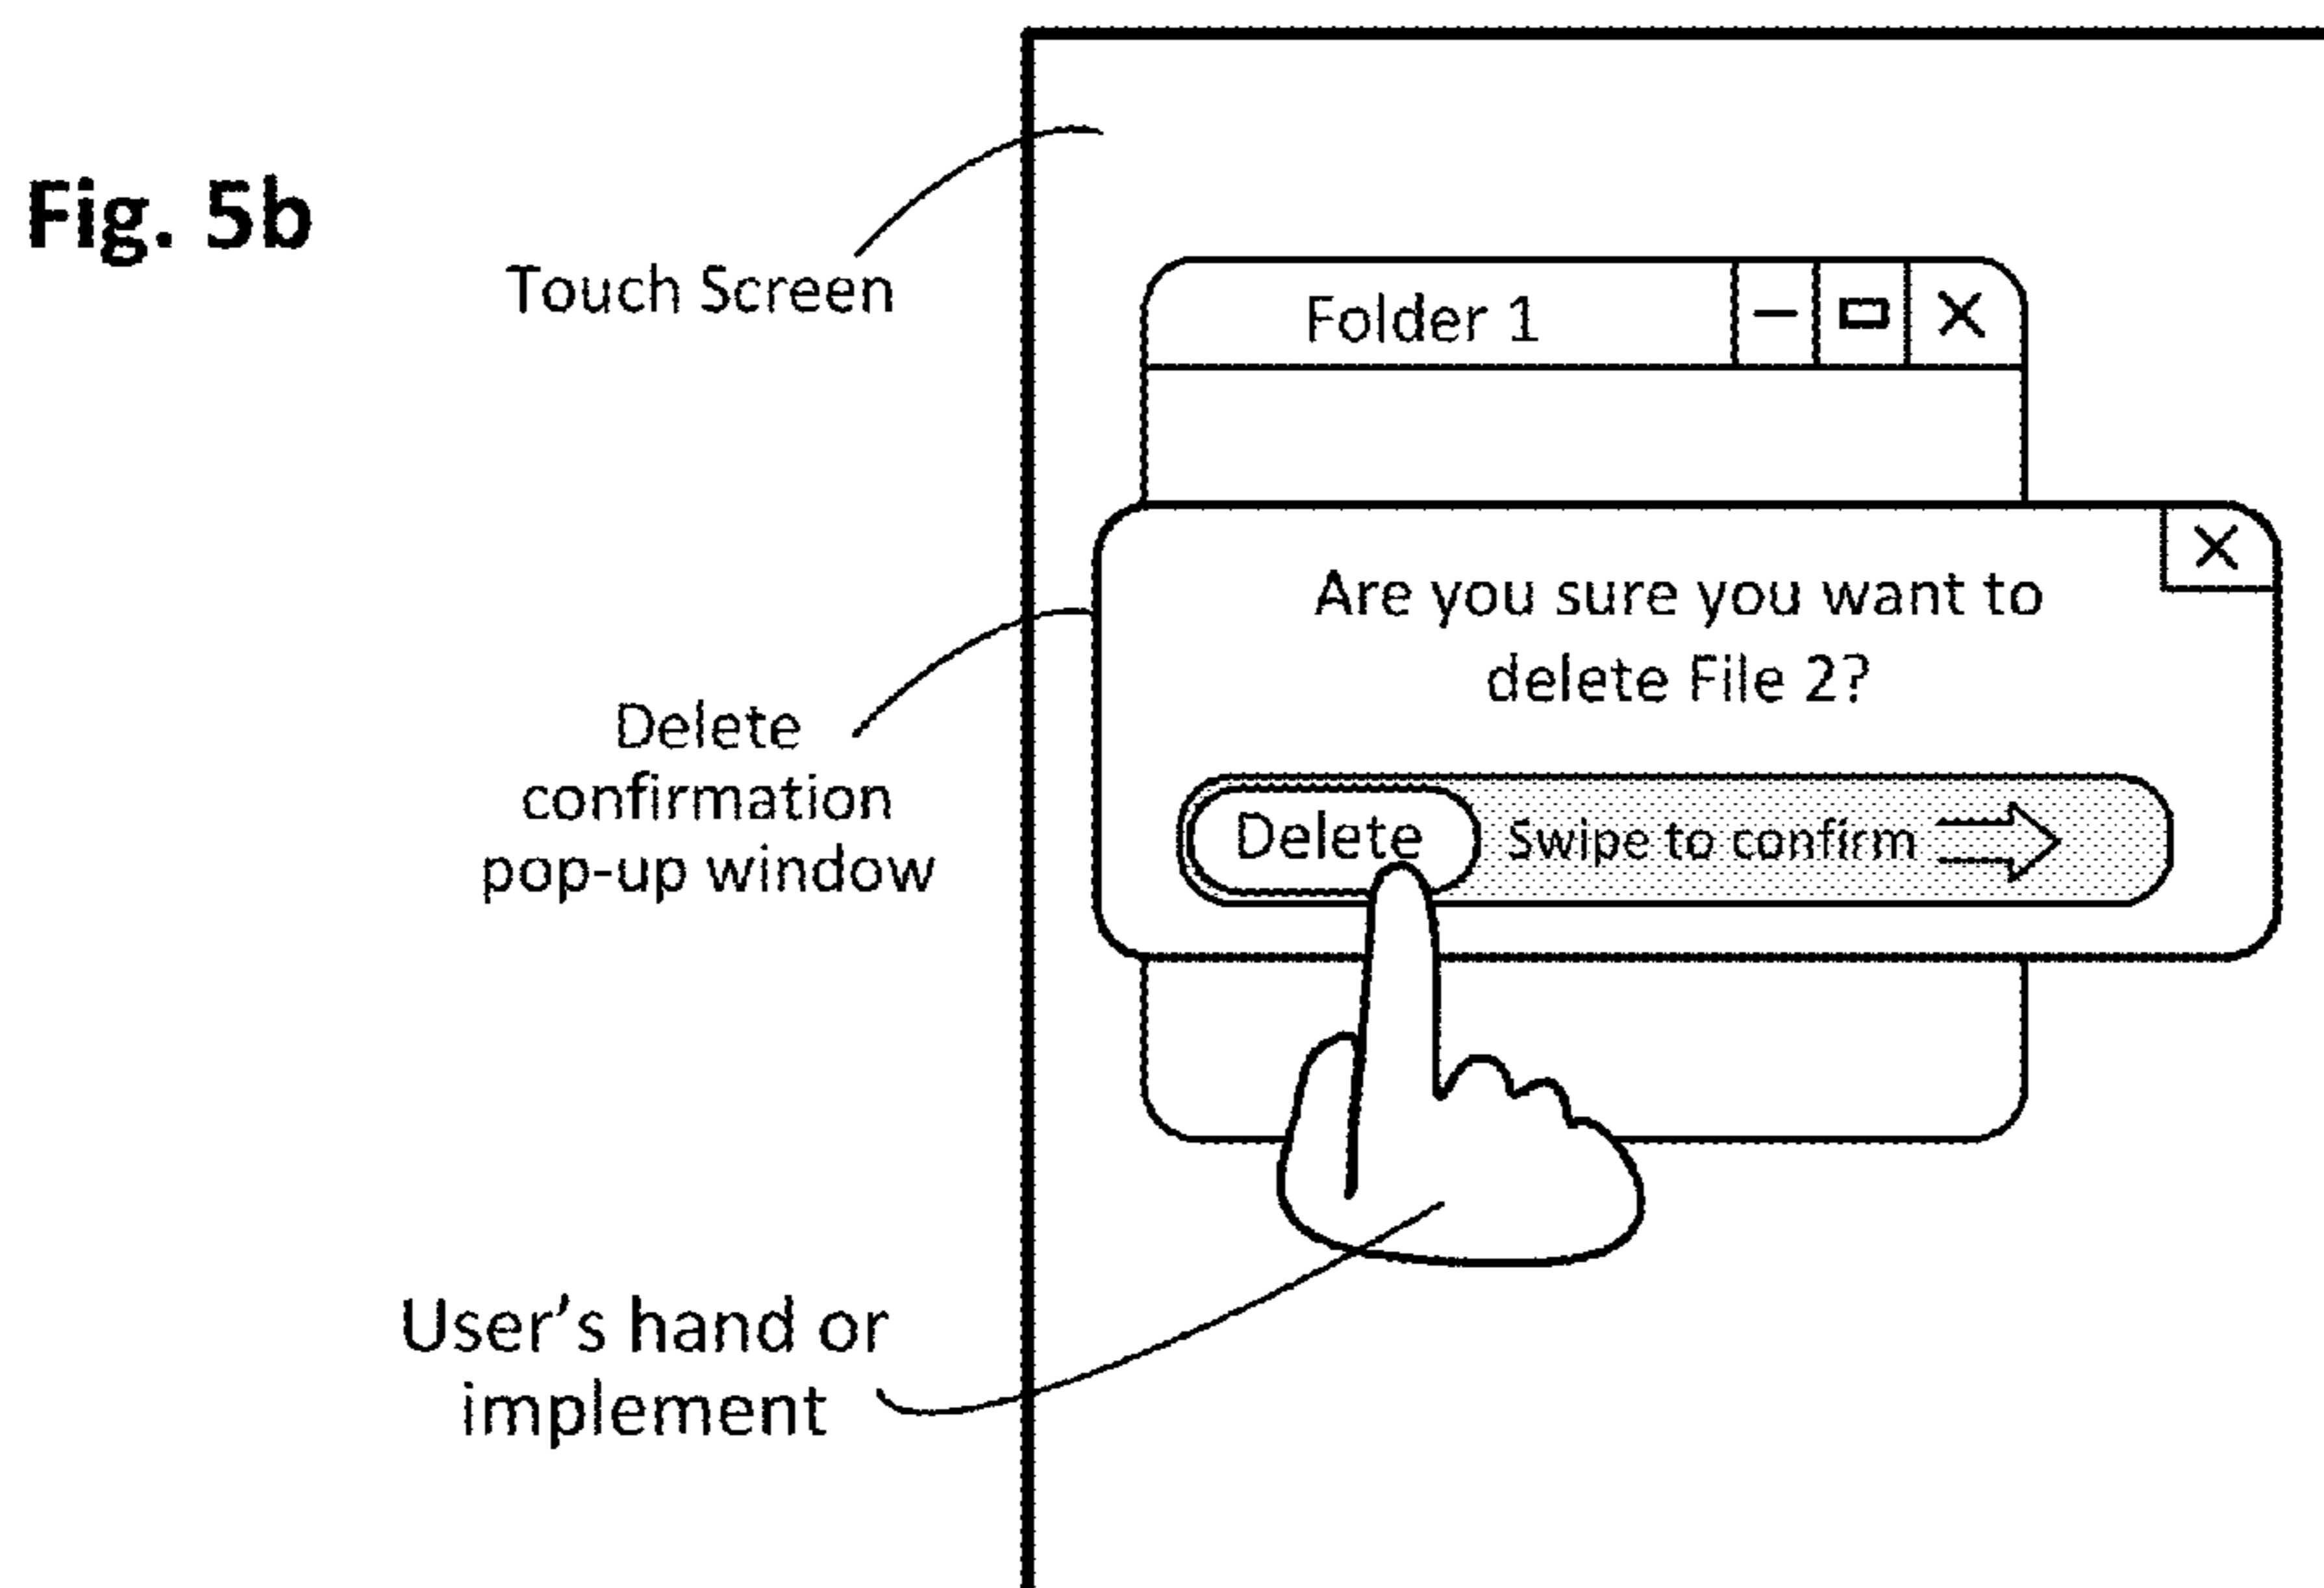 Fig. 5b
Touch Screen
Folder 1
Are you sure you want to
delete File 2?
Delete
confirmation
pop-up window
Delete
Swipe to confirm
User's hand or
implement